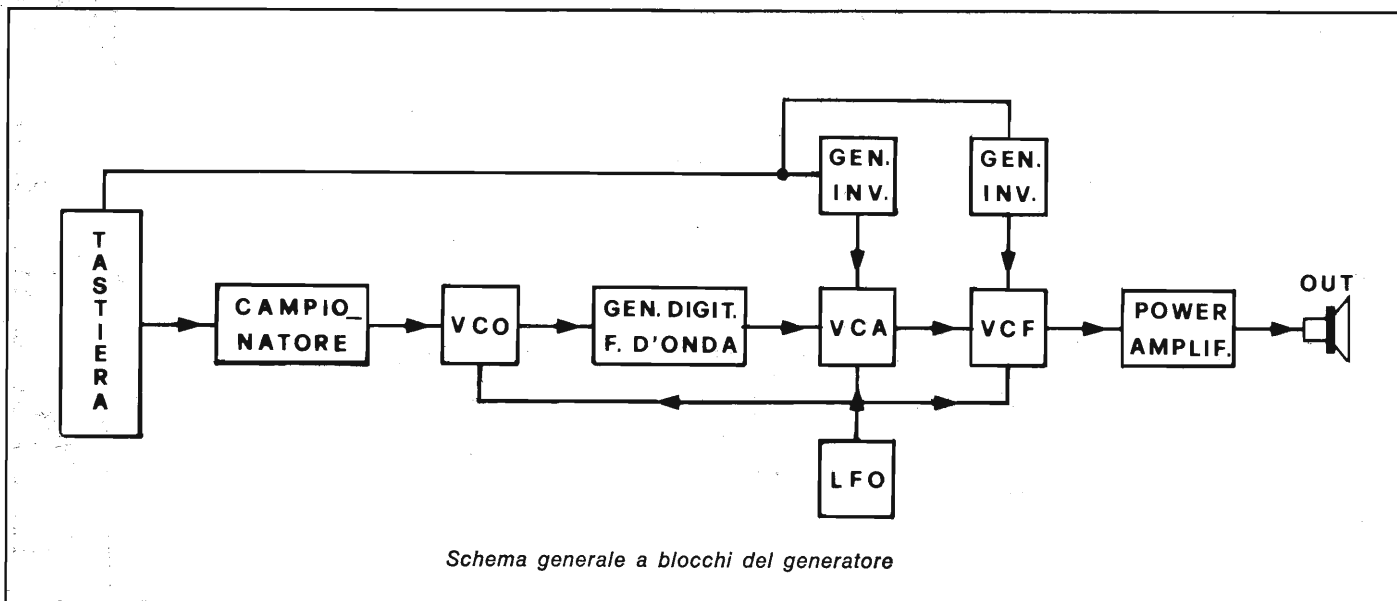 GEN.
INV.
GEN.
INV.
TASTIERA
CAMPIO_
NATORE
VCO
GEN. DIGIT.
F. D'ONDA
VCA
VCF
POWER
AMPLIF.
OUT
LFO
Schema generale a blocchi del generatore